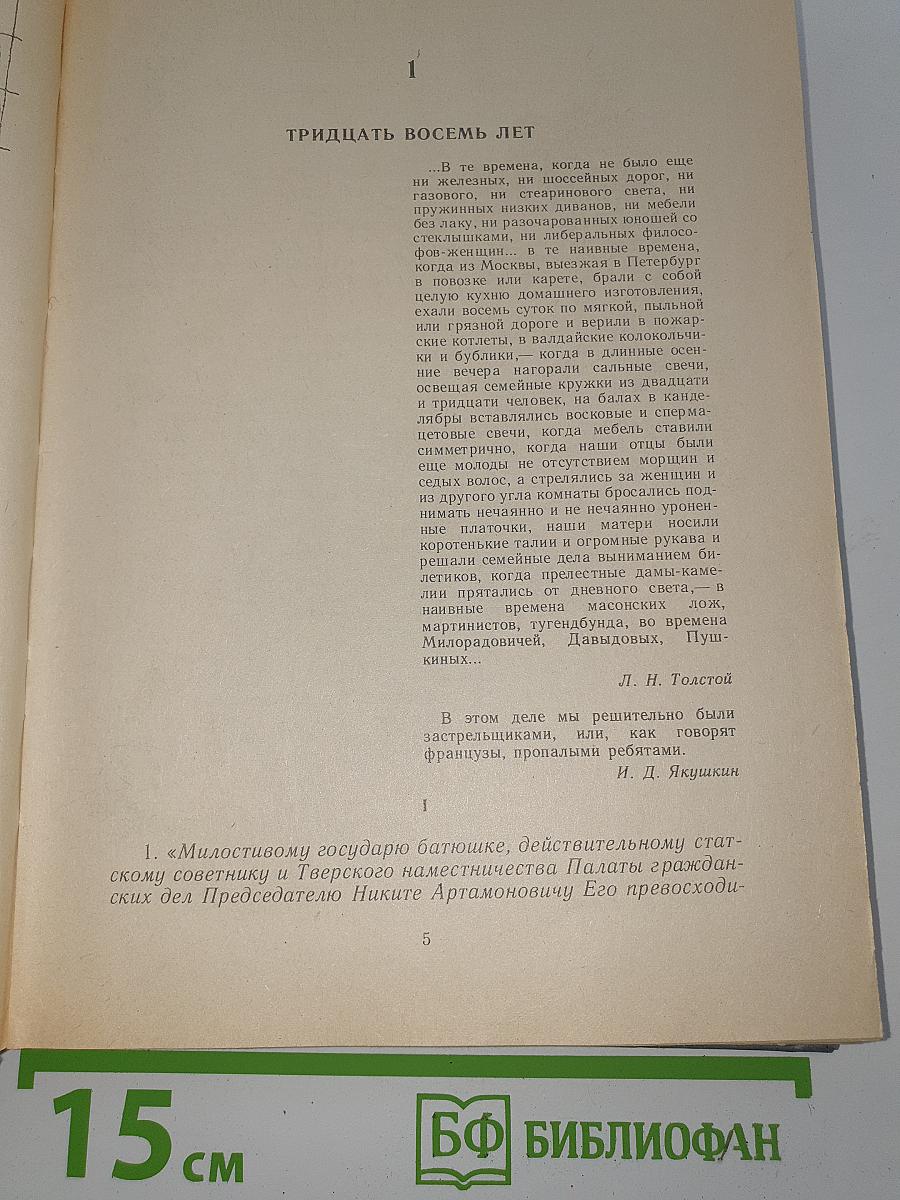 1
ТРИДЦАТЬ ВОСЕМЬ ЛЕТ
...В те времена, когда не было еще
ни железных, ни шоссейных дорог, ни
газового, ни стеаринового света, ни
пружинных низких диванов, ни мебели
без лаку, ни разочарованных юношей со
стеклышками, ни либеральных филосо-
фов-женщин... в те наивные времена,
когда из Москвы, выезжая в Петербург
в повозке или карете, брали с собой
целую кухню домашнего изготовления,
ехали восемь суток по мягкой, пыльной
или грязной дороге и верили в пожар-
ские котлеты, в валдайские колокольчи-
ки и бублики,— когда в длинные осен-
ние вечера нагорали сальные свечи,
освещая семейные кружки из двадцати
и тридцати человек, на балах в канде-
лябры вставлялись восковые и сперма-
цетовые свечи, когда мебель ставили
симметрично, когда наши отцы были
еще молоды не отсутствием морщин и
седых волос, а стрелялись за женщин и
из другого угла комнаты бросались под-
нимать нечаянно и не нечаянно уронен-
ные платочки, наши матери носили
коротенькие талии и огромные рукава и
решали семейные дела выниманием би-
летиков, когда прелестные дамы-каме-
лии прятались от дневного света,— в
наивные времена масонских лож,
мартинистов, тугендбунда, во времена
Милорадовичей, Давыдовых, Пуш-
киных...
Л. Н. Толстой
В этом деле мы решительно были
застрельщиками, или, как говорят
французы, пропалыми ребятами.
И. Д. Якушкин
I
1. «Милостивому государю батюшке, действительному стат-
скому советнику и Тверского наместничества Палаты граждан-
ских дел Председателю Никите Артамоновичу Его превосходи-
5
15 см
БФ БИБЛИОФАН